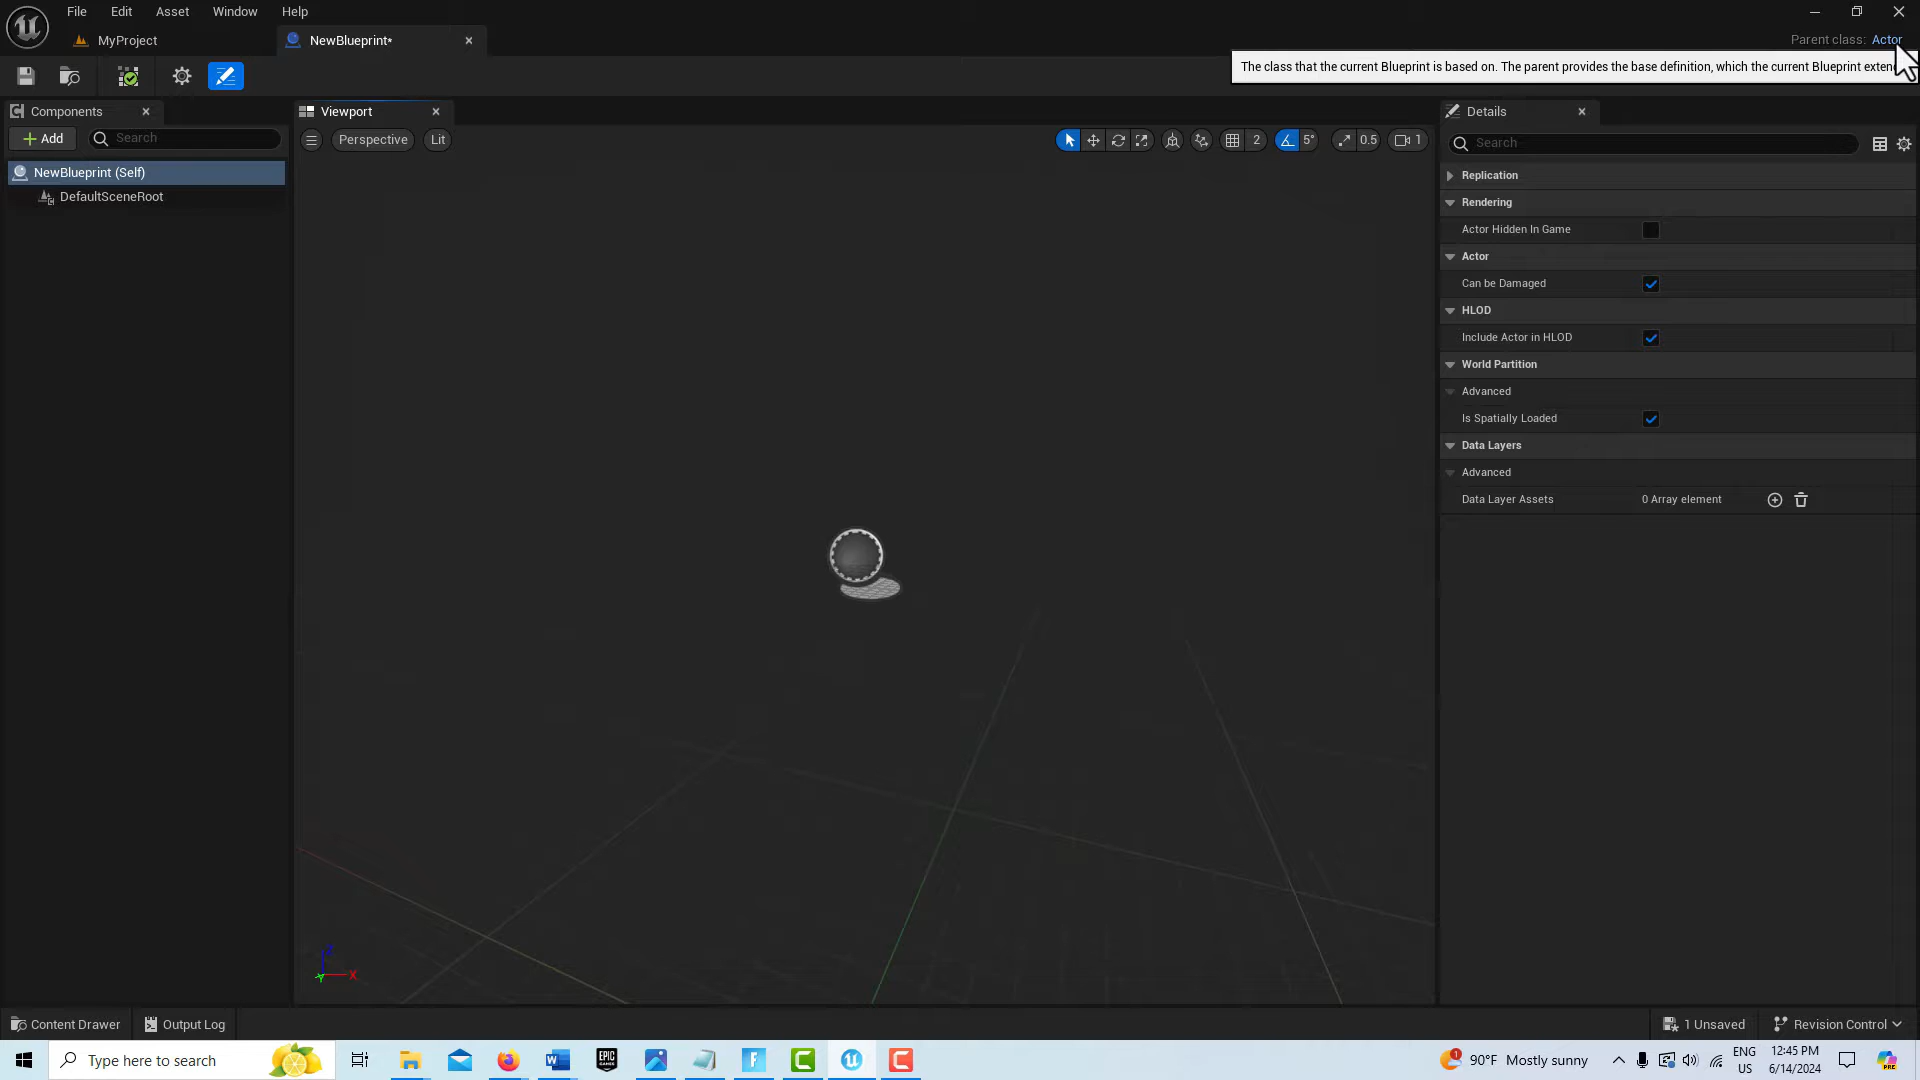 File Edit Asset Window Help
MyProject
NewBlueprint*
Parent class: Actor
The class that the current Blueprint is based on. The parent provides the base definition, which the current Blueprint
Components
Viewport
Details
Add
Search
Perspective
Lit
2
5°
0.5
1
Search
NewBlueprint (Self)
DefaultSceneRoot
Replication
Rendering
Actor Hidden In Game
Actor
Can be Damaged
HLOD
Include Actor in HLOD
World Partition
Advanced
Is Spatially Loaded
Data Layers
Advanced
Data Layer Assets
0 Array element
Z
Y
X
Content Drawer
Output Log
1 Unsaved
Revision Control
Type here to search
EPIC
GAMES
1
90°F Mostly sunny
ENG
US
12:45 PM
6/14/2024
PRE